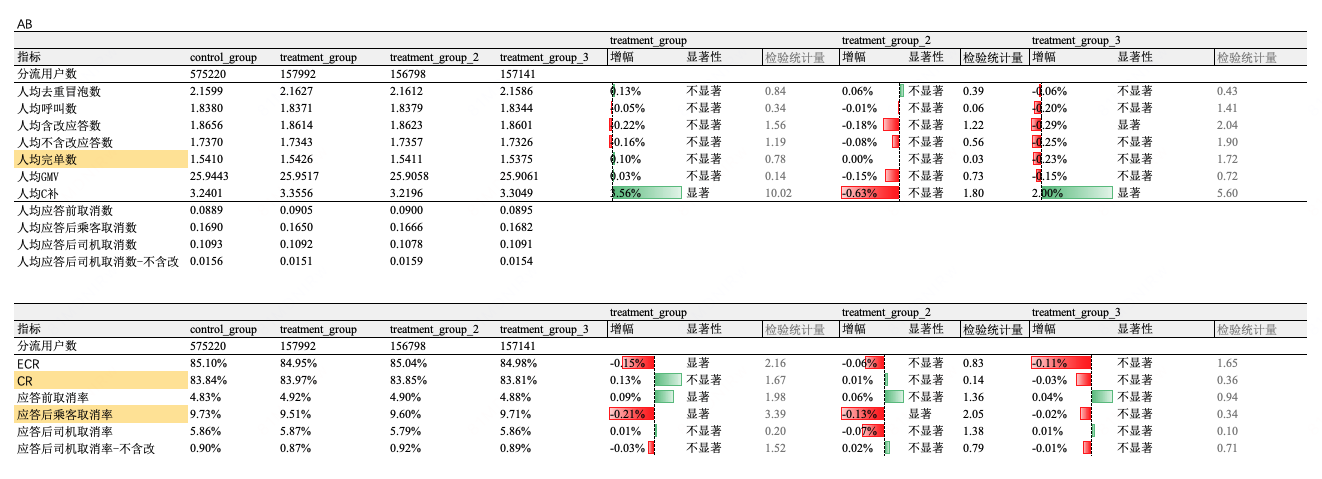 AB
treatment_group treatment_group_2 treatment_group_3
指标 control_group treatment_group treatment_group_2 treatment_group_3 增幅 显著性 检验统计量 增幅 显著性 检验统计量 增幅 显著性 检验统计量
分流用户数 575220 157992 156798 157141
人均去重冒泡数 2.1599 2.1627 2.1612 2.1586 0.13% 不显著 0.84 0.06% 不显著 0.39 -0.06% 不显著 0.43
人均呼叫数 1.8380 1.8371 1.8379 1.8344 -0.05% 不显著 0.34 -0.01% 不显著 0.06 -0.20% 不显著 1.41
人均含改应答数 1.8656 1.8614 1.8623 1.8601 -0.22% 不显著 1.56 -0.18% 不显著 1.22 -0.29% 显著 2.04
人均不含改应答数 1.7370 1.7343 1.7357 1.7326 -0.16% 不显著 1.19 -0.08% 不显著 0.56 -0.25% 不显著 1.90
人均完单数 1.5410 1.5426 1.5411 1.5375 0.10% 不显著 0.78 0.00% 不显著 0.03 -0.23% 不显著 1.72
人均GMV 25.9443 25.9517 25.9058 25.9061 0.03% 不显著 0.14 -0.15% 不显著 0.73 -0.15% 不显著 0.72
人均C补 3.2401 3.3556 3.2196 3.3049 3.56% 显著 10.02 -0.63% 不显著 1.80 2.00% 显著 5.60
人均应答前取消数 0.0889 0.0905 0.0900 0.0895
人均应答后乘客取消数 0.1690 0.1650 0.1666 0.1682
人均应答后司机取消数 0.1093 0.1092 0.1078 0.1091
人均应答后司机取消数-不含改 0.0156 0.0151 0.0159 0.0154
treatment_group treatment_group_2 treatment_group_3
指标 control_group treatment_group treatment_group_2 treatment_group_3 增幅 显著性 检验统计量 增幅 显著性 检验统计量 增幅 显著性 检验统计量
分流用户数 575220 157992 156798 157141
ECR 85.10% 84.95% 85.04% 84.98% -0.15% 显著 2.16 -0.06% 不显著 0.83 -0.11% 不显著 1.65
CR 83.84% 83.97% 83.85% 83.81% 0.13% 不显著 1.67 0.01% 不显著 0.14 -0.03% 不显著 0.36
应答前取消率 4.83% 4.92% 4.90% 4.88% 0.09% 显著 1.98 0.06% 不显著 1.36 0.04% 不显著 0.94
应答后乘客取消率 9.73% 9.51% 9.60% 9.71% -0.21% 显著 3.39 -0.13% 显著 2.05 -0.02% 不显著 0.34
应答后司机取消率 5.86% 5.87% 5.79% 5.86% 0.01% 不显著 0.20 -0.07% 不显著 1.38 0.01% 不显著 0.10
应答后司机取消率-不含改 0.90% 0.87% 0.92% 0.89% -0.03% 不显著 1.52 0.02% 不显著 0.79 -0.01% 不显著 0.71